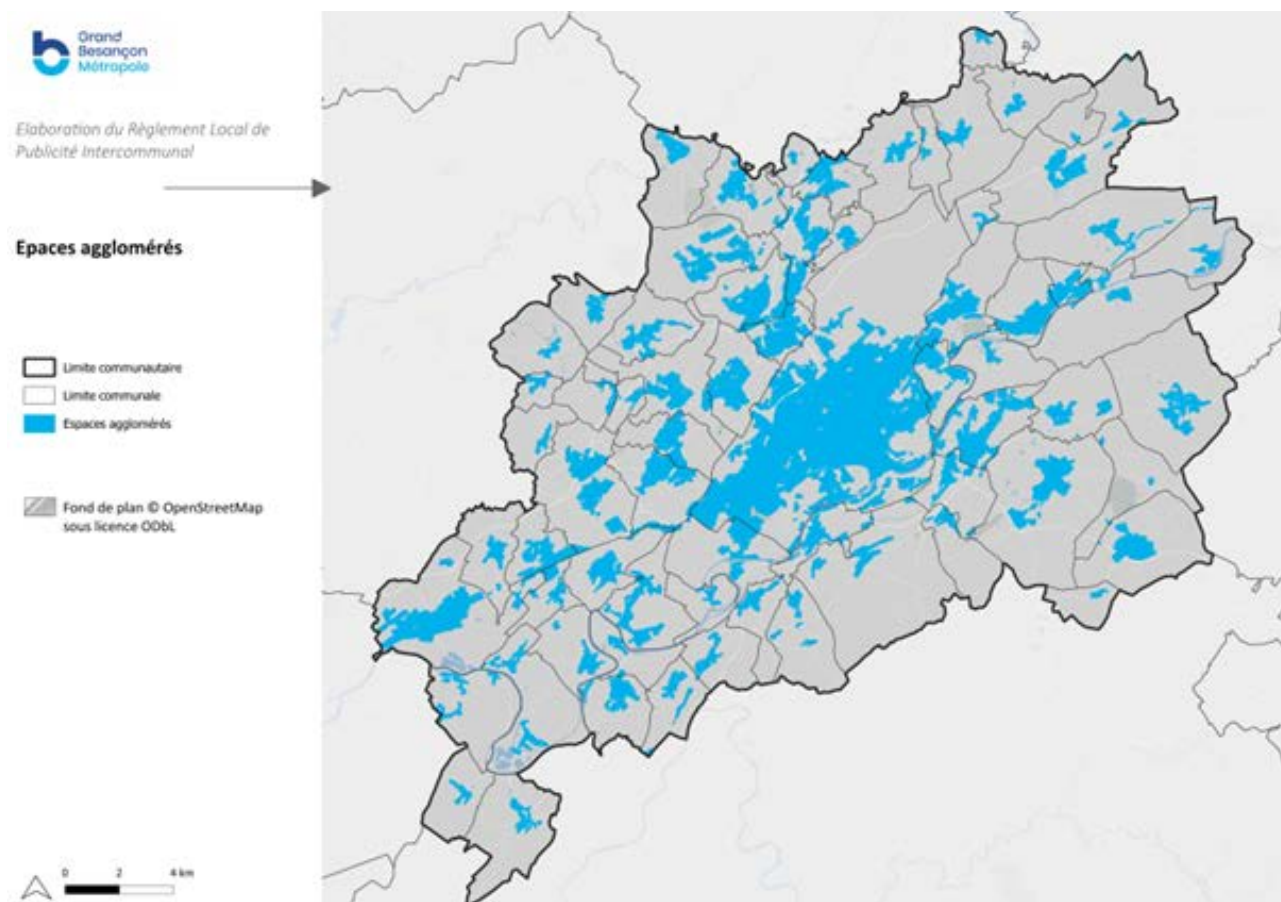 Grand
Besançon
Métropole
Elaboration du Règlement Local de
Publicité Intercommunal
Epaces agglomérés
Limite communautaire
Limite communale
Espaces agglomérés
Fond de plan © OpenStreetMap
sous licence ODbL
0 2 4 km